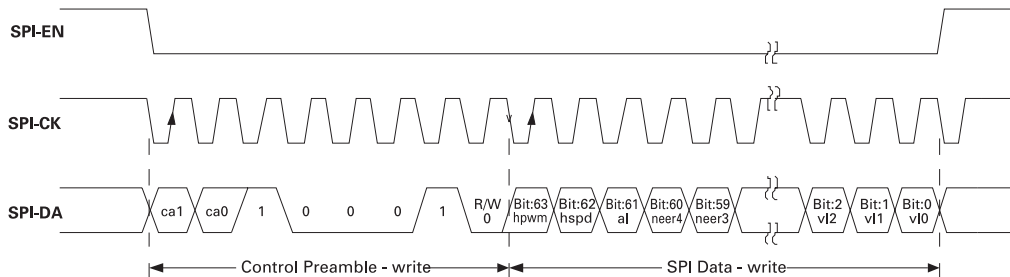 SPI-EN
SPI-CK
SPI-DA
ca1 ca0 1 0 0 0 1 R/W 0
Bit:63 hpwm
Bit:62 hspd
Bit:61 al
Bit:60 neer4
Bit:59 neer3
Bit:2 vl2
Bit:1 vl1
Bit:0 vl0
Control Preamble - write
SPI Data - write